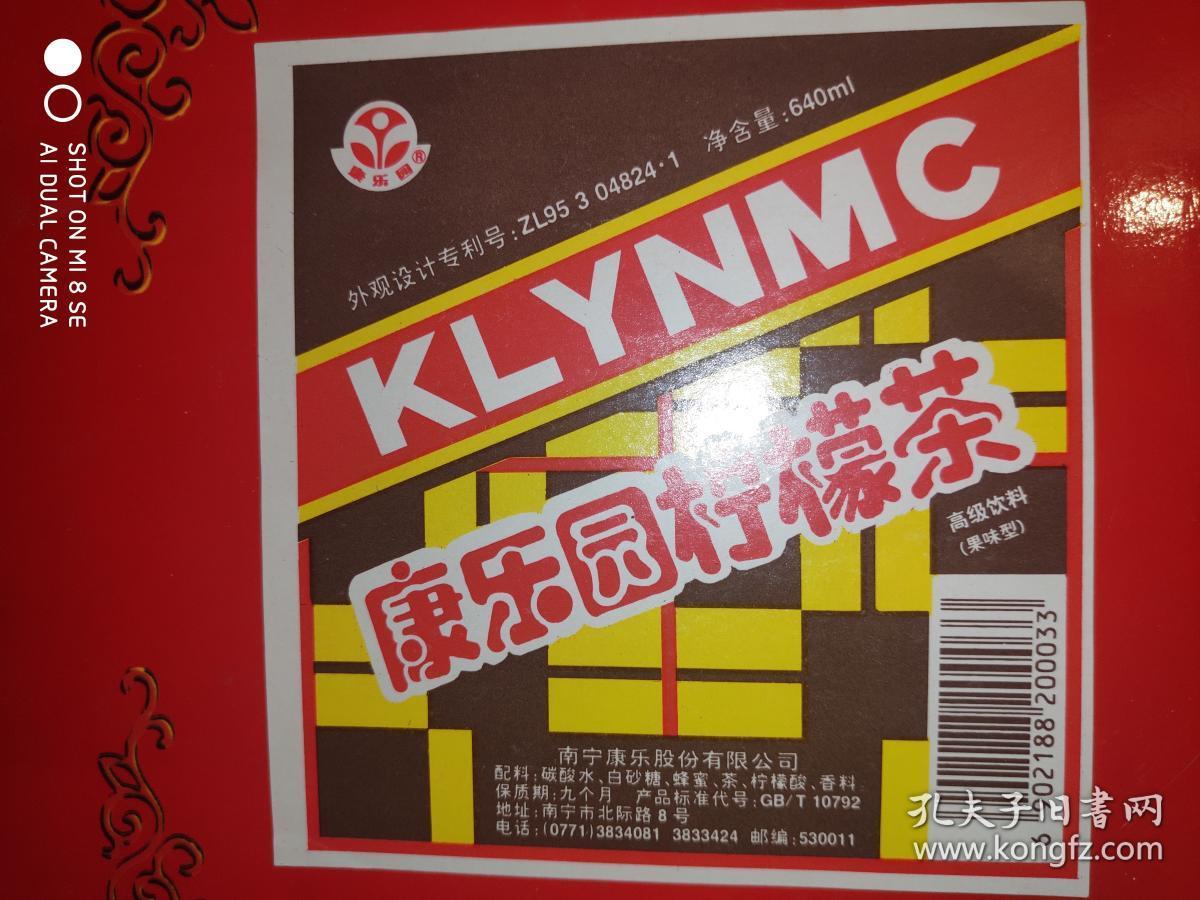 SHOT ON MI 8 SE
AI DUAL CAMERA
康乐园®
外观设计专利号:ZL95 3 04824·1 净含量:640ml
KLYNMC
康乐园柠檬茶
高级饮料
(果味型)
南宁康乐股份有限公司
配料:碳酸水、白砂糖、蜂蜜、茶、柠檬酸、香料
保质期:九个月 产品标准代号:GB/T 10792
地址:南宁市北际路8号
电话:(0771)3834081 3833424 邮编:530011
6 902188 200033
孔夫子旧書网
www.kongfz.com